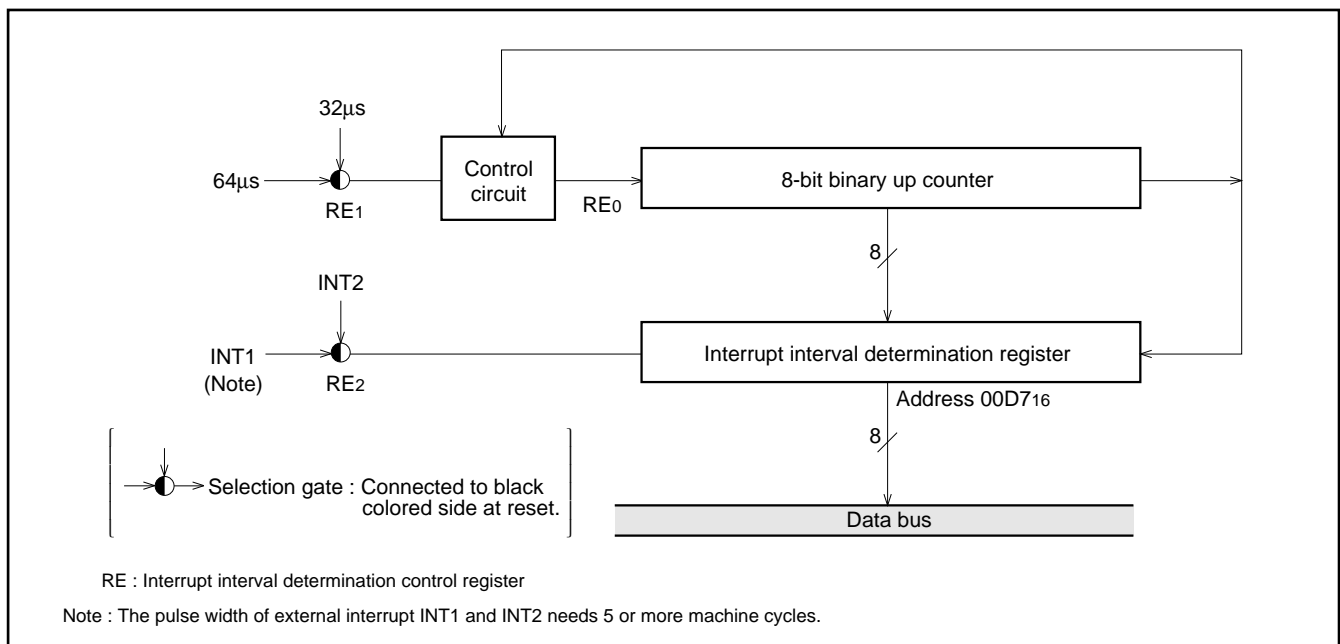 32µs
64µs
RE1
Control
circuit
RE0
8-bit binary up counter
8
INT2
INT1
(Note)
RE2
Interrupt interval determination register
Address 00D716
8
Selection gate : Connected to black
colored side at reset.
Data bus
RE : Interrupt interval determination control register
Note : The pulse width of external interrupt INT1 and INT2 needs 5 or more machine cycles.